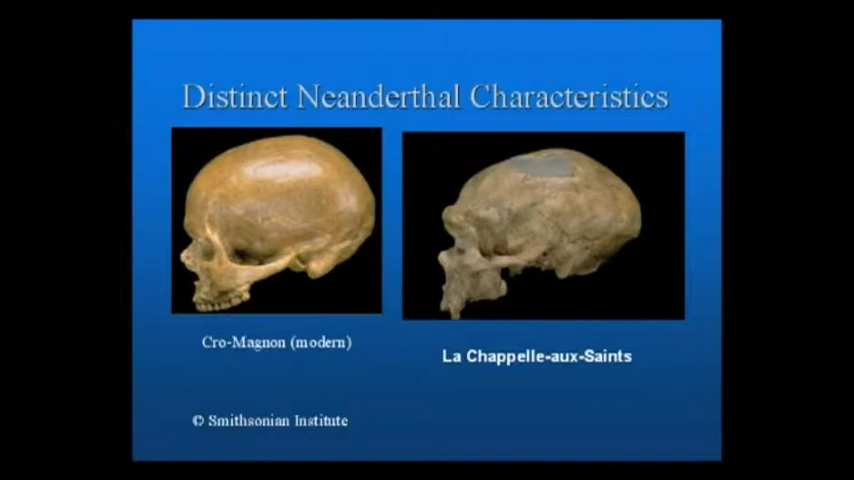 Distinct Neanderthal Characteristics
Cro-Magnon (modern)
La Chappelle-aux-Saints
© Smithsonian Institute